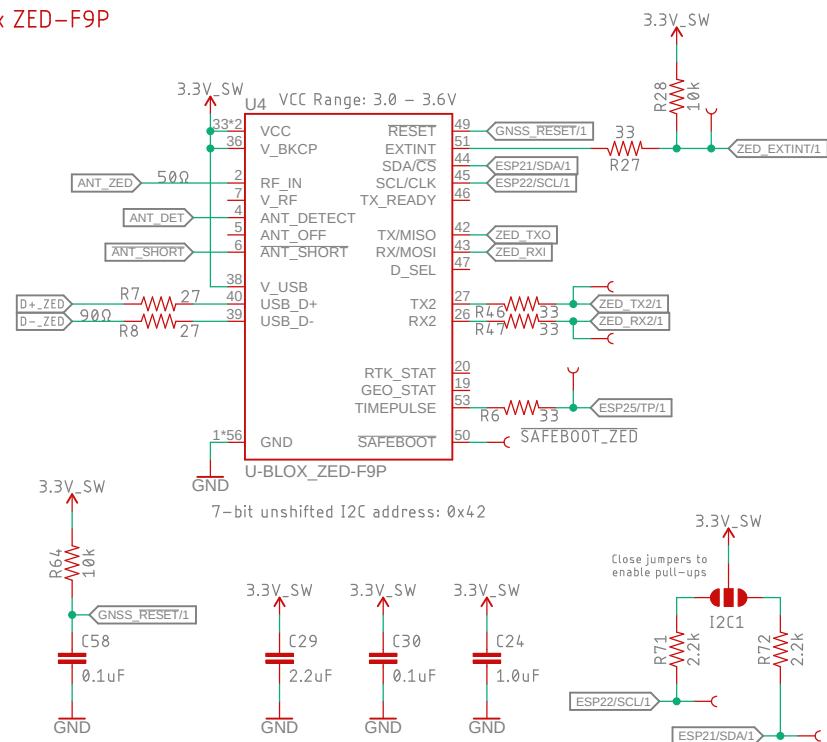 x ZED-F9P
3.3V_SW
R28
10k
3.3V_SW
U4
VCC Range: 3.0 - 3.6V
33*2
VCC
RESET
49
GNSS_RESET/1
36
V_BKCP
EXTINT
51
33
R27
ZED_EXTINT/1
SDA/CS
44
ESP21/SDA/1
ANT_ZED
50Ω
2
RF_IN
SCL/CLK
45
ESP22/SCL/1
7
V_RF
TX_READY
46
ANT_DET
4
ANT_DETECT
5
ANT_OFF
TX/MISO
42
ZED_TXO
ANT_SHORT
6
ANT_SHORT
RX/MOSI
43
ZED_RXI
D_SEL
47
38
V_USB
D+_ZED
R7
27
40
USB_D+
TX2
27
R46
33
ZED_TX2/1
D-_ZED
90Ω
R8
27
39
USB_D-
RX2
26
R47
33
ZED_RX2/1
RTK_STAT
20
GEO_STAT
19
TIMEPULSE
53
R6
33
ESP25/TP/1
1*56
GND
SAFEBOOT
50
SAFEBOOT_ZED
GND
U-BLOX_ZED-F9P
7-bit unshifted I2C address: 0x42
3.3V_SW
R64
10k
GNSS_RESET/1
C58
0.1uF
GND
3.3V_SW
C29
2.2uF
GND
3.3V_SW
C30
0.1uF
GND
3.3V_SW
C24
1.0uF
GND
3.3V_SW
Close jumpers to
enable pull-ups
I2C1
R71
2.2k
R72
2.2k
ESP22/SCL/1
ESP21/SDA/1